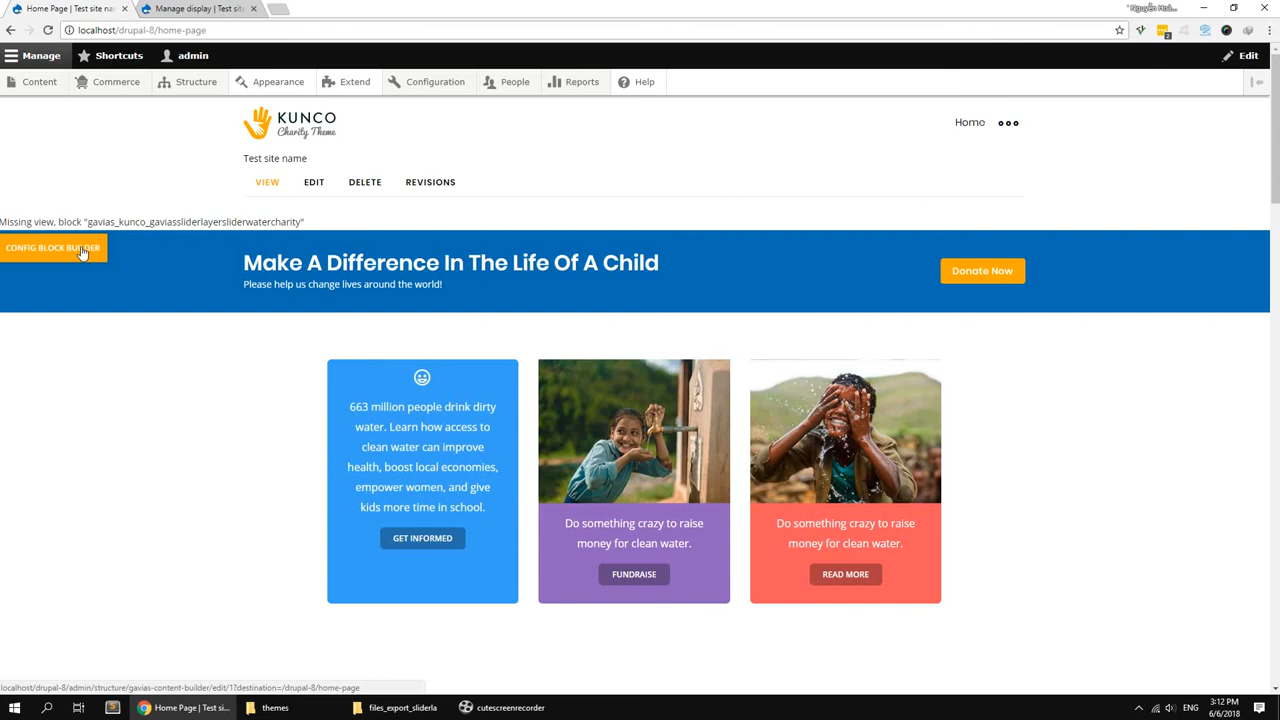 Home Page | Test site na
Manage display | Test sit
localhost/drupal-8/home-page
Manage
Shortcuts
admin
Edit
Content
Commerce
Structure
Appearance
Extend
Configuration
People
Reports
Help
KUNCO
Charity Theme
Home
Test site name
VIEW
EDIT
DELETE
REVISIONS
Missing view, block "gavias_kunco_gaviassliderlayersliderwatercharity"
CONFIG BLOCK BUILDER
Make A Difference In The Life Of A Child
Please help us change lives around the world!
Donate Now
663 million people drink dirty
water. Learn how access to
clean water can improve
health, boost local economies,
empower women, and give
kids more time in school.
GET INFORMED
Do something crazy to raise
money for clean water.
FUNDRAISE
Do something crazy to raise
money for clean water.
READ MORE
localhost/drupal-8/admin/structure/gavias-content-builder/edit/1?destination=/drupal-8/home-page
Home Page | Test si...
themes
files_export_sliderla
cutescreenrecorder
ENG
3:12 PM
6/6/2018